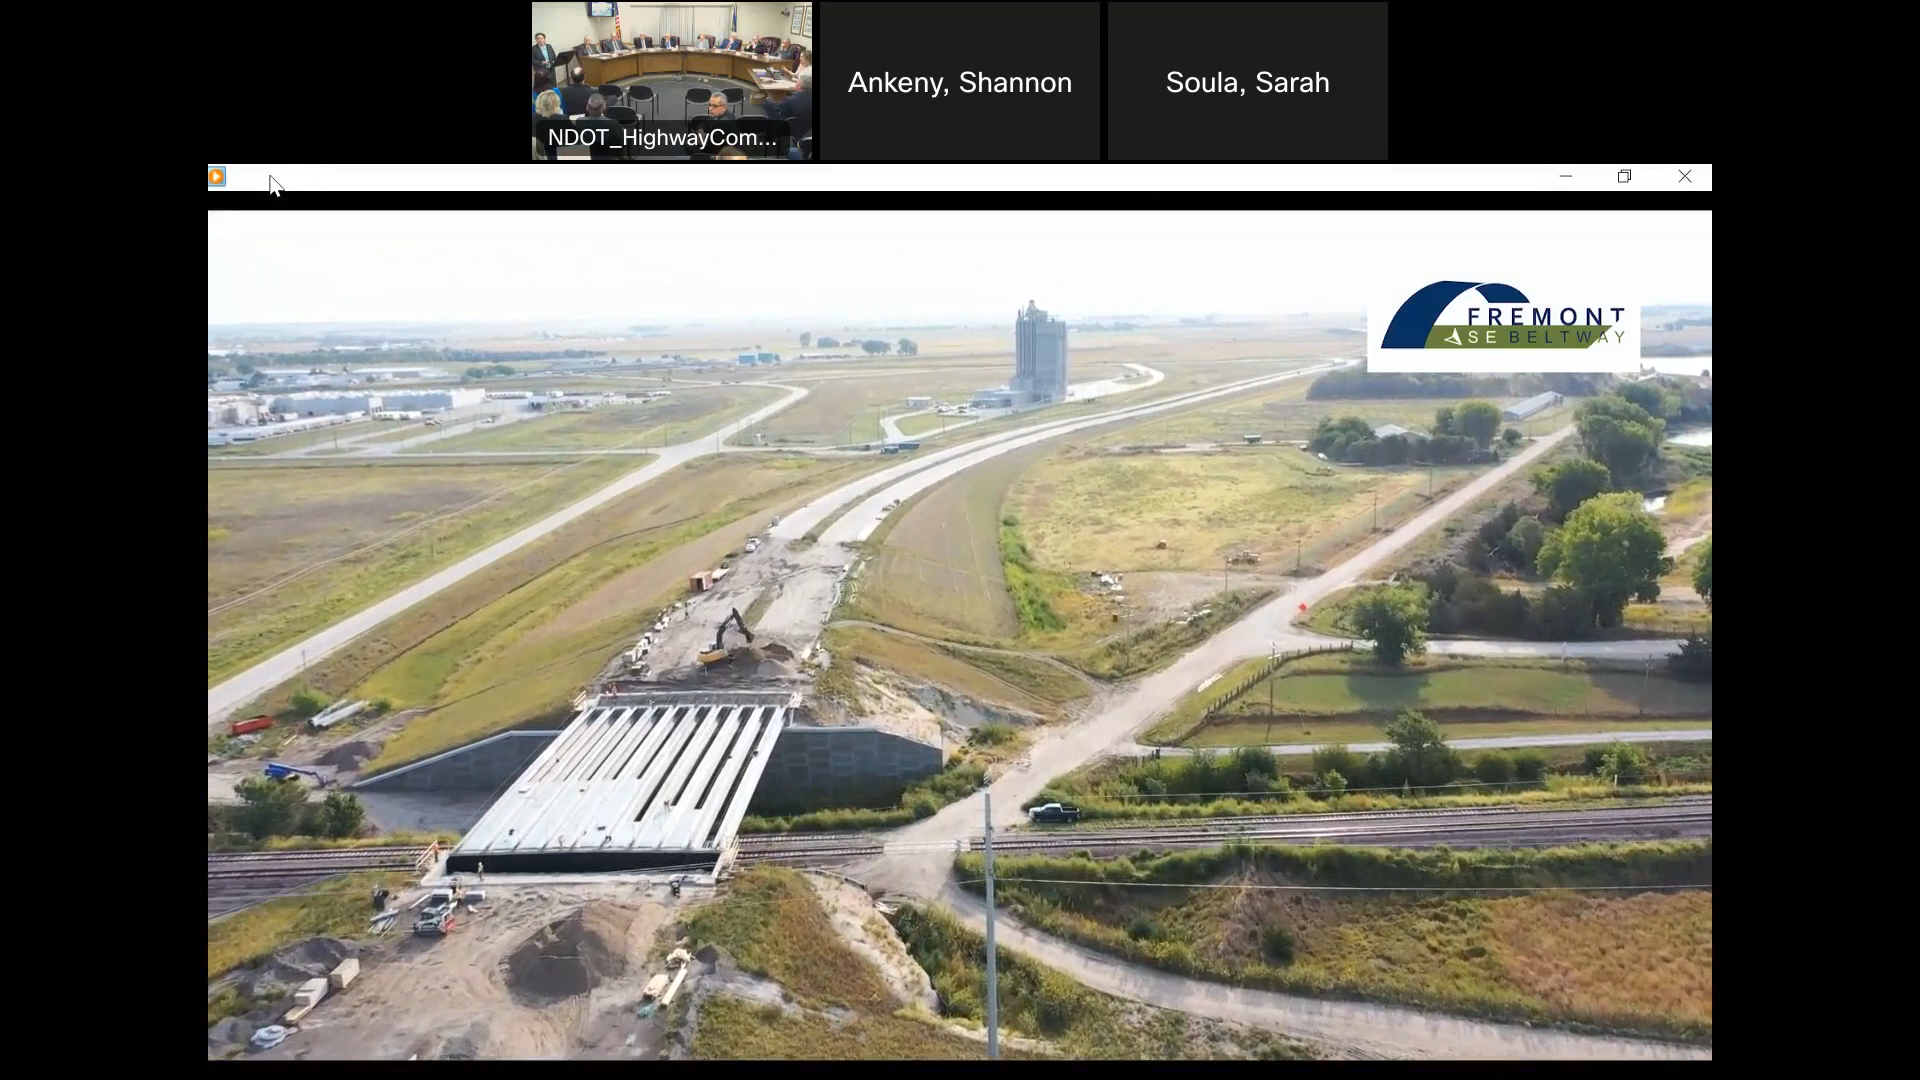 NDOT_HighwayCom...
Ankeny, Shannon
Soula, Sarah
FREMONT
SE BELTWAY